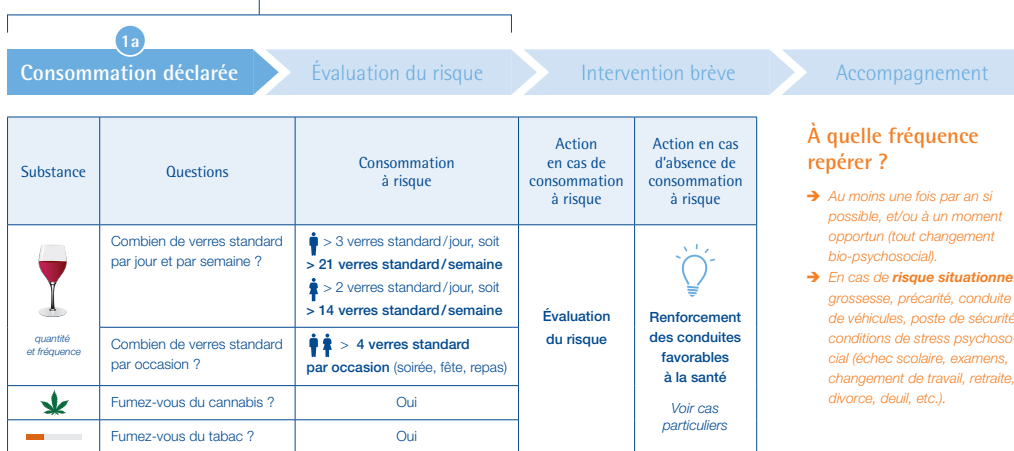 1a
Consommation déclarée
Évaluation du risque
Intervention brève
Accompagnement
Substance
Questions
Consommation
à risque
Action
en cas de
consommation
à risque
Action en cas
d'absence de
consommation
à risque
quantité
et fréquence
Combien de verres standard
par jour et par semaine ?
> 3 verres standard/jour, soit
> 21 verres standard/semaine
> 2 verres standard/jour, soit
> 14 verres standard/semaine
Combien de verres standard
par occasion ?
> 4 verres standard
par occasion (soirée, fête, repas)
Fumez-vous du cannabis ?
Oui
Fumez-vous du tabac ?
Oui
Évaluation
du risque
Renforcement
des conduites
favorables
à la santé
Voir cas
particuliers
À quelle fréquence
repérer ?
➔ Au moins une fois par an si
possible, et/ou à un moment
opportun (tout changement
bio-psychosocial).
➔ En cas de risque situationne
grossesse, précarité, conduite
de véhicules, poste de sécurité
conditions de stress psychoso-
cial (échec scolaire, examens,
changement de travail, retraite,
divorce, deuil, etc.).